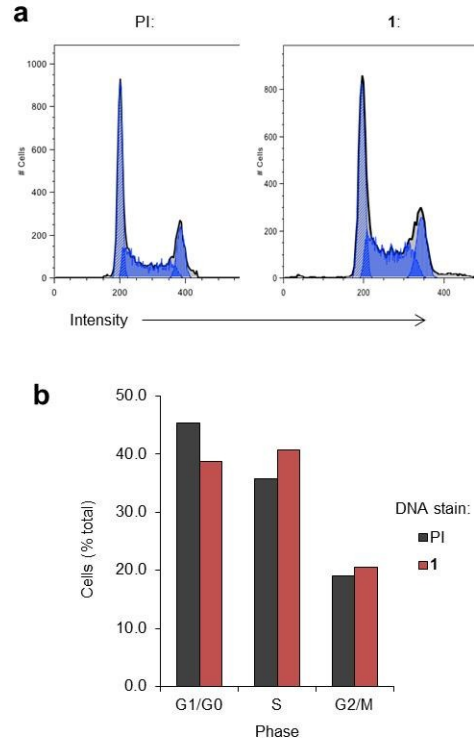 a
PI:
1:
# Cells
1000
800
600
400
200
0
0
200
400
# Cells
800
600
400
200
0
0
200
400
Intensity
b
Cells (% total)
50.0
40.0
30.0
20.0
10.0
0.0
G1/G0
S
G2/M
Phase
DNA stain:
PI
1